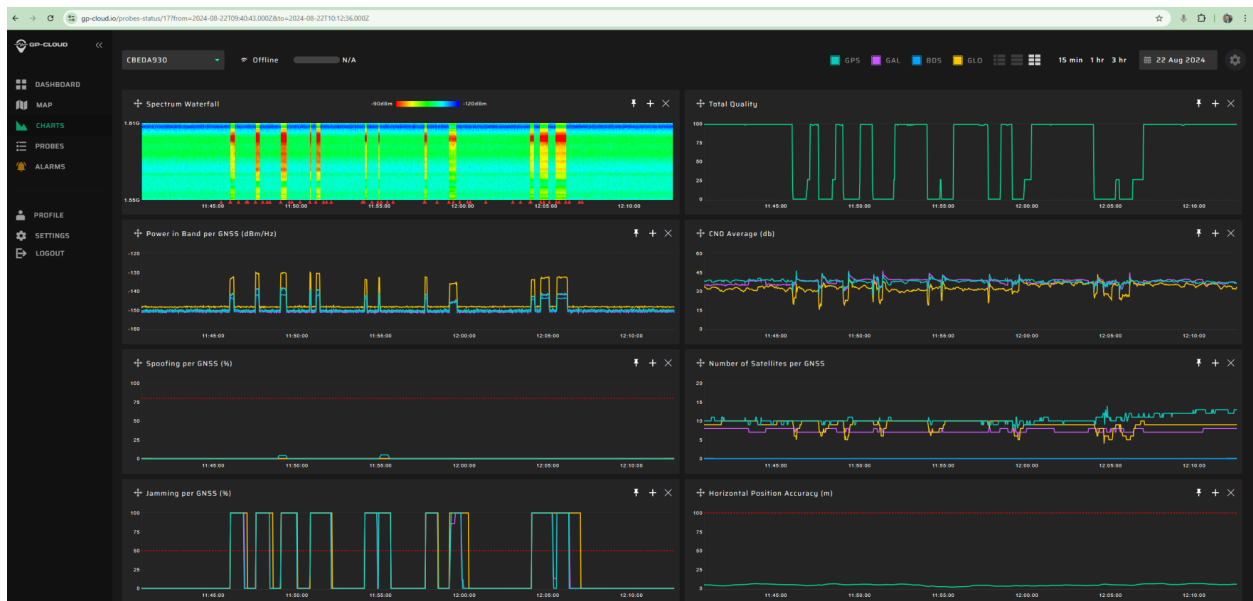 gp-cloud.io/probes-status/17?from=2024-08-22T09:40:43.000Z&to=2024-08-22T10:12:36.000Z
GP-CLOUD
DASHBOARD
MAP
CHARTS
PROBES
ALARMS
PROFILE
SETTINGS
LOGOUT
CBEDA930 Offline N/A GPS GAL BDS GLO 15 min 1 hr 3 hr 22 Aug 2024
Spectrum Waterfall -90dBm -120dBm
1.61G
1.55G
11:45:00 11:50:00 11:55:00 12:00:00 12:05:00 12:10:00
Total Quality
100
75
50
25
0
11:45:00 11:50:00 11:55:00 12:00:00 12:05:00 12:10:00
Power in Band per GNSS (dBm/Hz)
-120
-130
-140
-150
-160
11:45:00 11:50:00 11:55:00 12:00:00 12:05:00 12:10:00
CN0 Average (db)
60
45
30
15
0
11:45:00 11:50:00 11:55:00 12:00:00 12:05:00 12:10:00
Spoofing per GNSS (%)
100
75
50
25
0
11:45:00 11:50:00 11:55:00 12:00:00 12:05:00 12:10:00
Number of Satellites per GNSS
20
15
10
5
0
11:45:00 11:50:00 11:55:00 12:00:00 12:05:00 12:10:00
Jamming per GNSS (%)
100
75
50
25
0
11:45:00 11:50:00 11:55:00 12:00:00 12:05:00 12:10:00
Horizontal Position Accuracy (m)
100
75
50
25
0
11:45:00 11:50:00 11:55:00 12:00:00 12:05:00 12:10:00